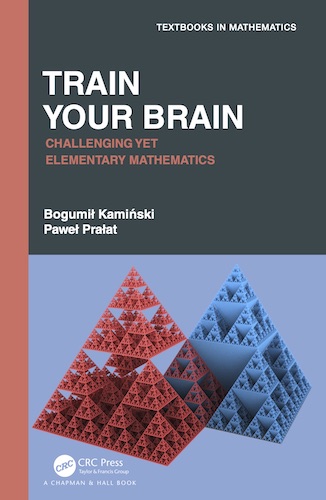 TEXTBOOKS IN MATHEMATICS
TRAIN
YOUR BRAIN
CHALLENGING YET
ELEMENTARY MATHEMATICS
Bogumił Kamiński
Paweł Prałat
CRC
CRC Press
Taylor & Francis Group
A CHAPMAN & HALL BOOK